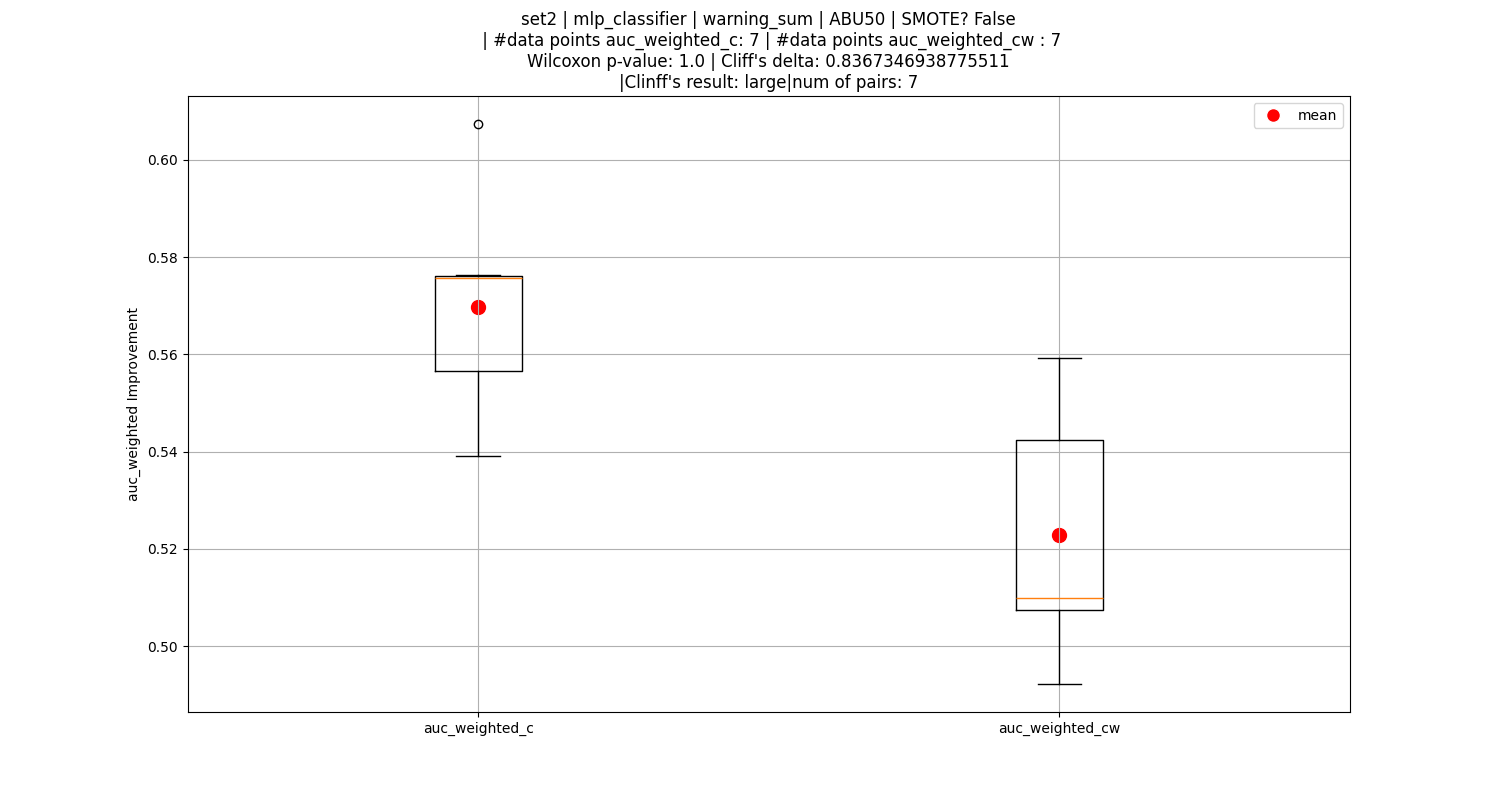 set2 | mlp_classifier | warning_sum | ABU50 | SMOTE? False
| #data points auc_weighted_c: 7 | #data points auc_weighted_cw : 7
Wilcoxon p-value: 1.0 | Cliff's delta: 0.8367346938775511
|Clinff's result: large|num of pairs: 7
mean
0.60
0.58
0.56
0.54
0.52
0.50
auc_weighted Improvement
auc_weighted_c
auc_weighted_cw